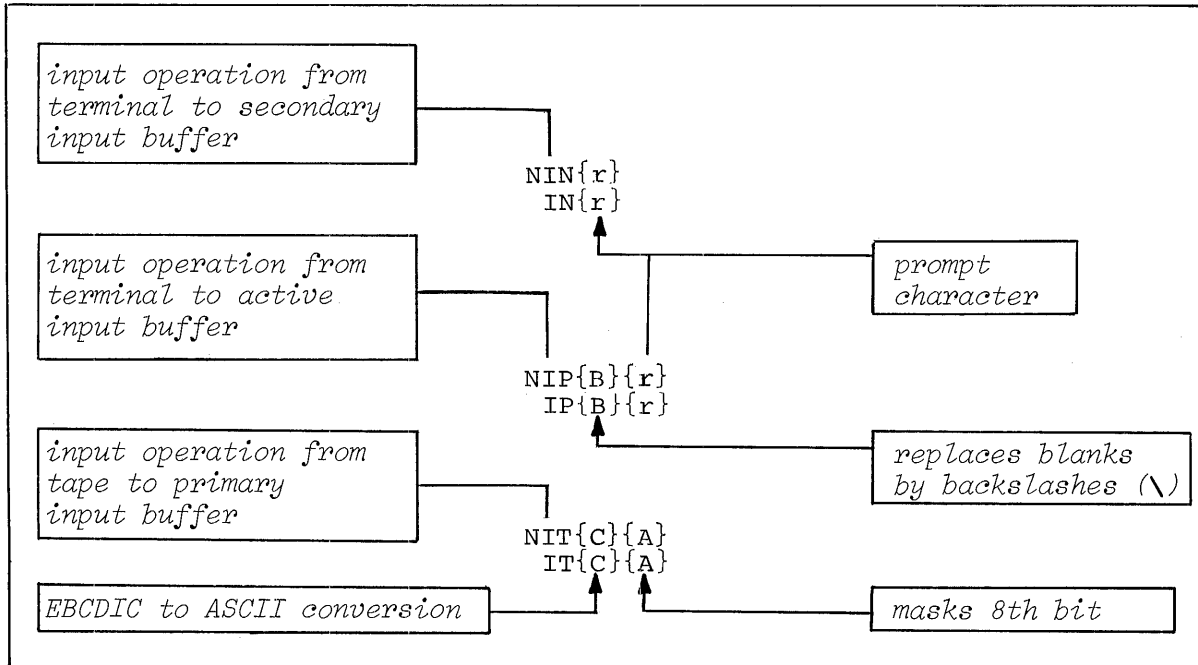 input operation from
terminal to secondary
input buffer
NIN{r}
IN{r}
input operation from
terminal to active
input buffer
prompt
character
NIP{B}{r}
IP{B}{r}
input operation from
tape to primary
input buffer
replaces blanks
by backslashes (\)
NIT{C}{A}
IT{C}{A}
EBCDIC to ASCII conversion
masks 8th bit